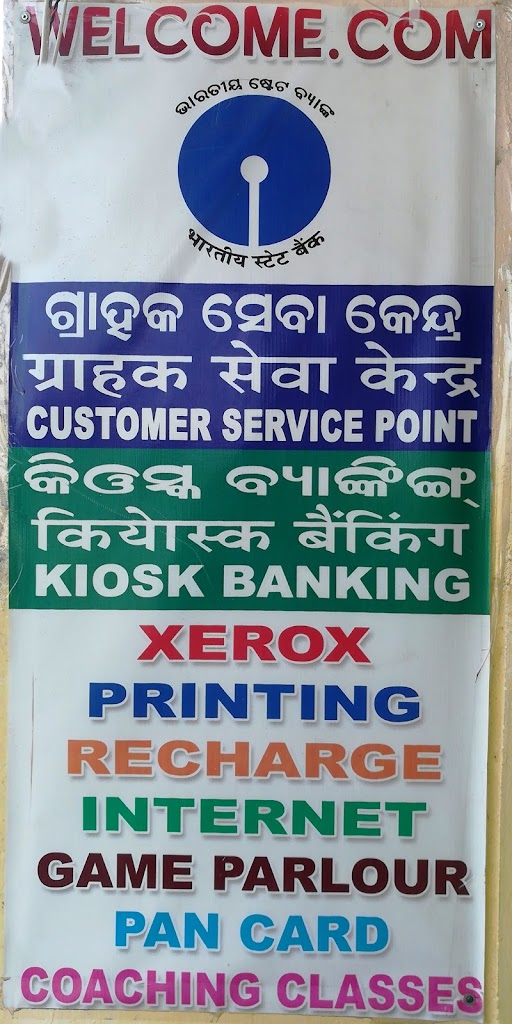 WELCOME.COM
ଭାରତୀୟ ଷ୍ଟେଟ ବ୍ୟାଙ୍କ
भारतीय स्टेट बैंक
ଗ୍ରାହକ ସେବା କେନ୍ଦ୍ର
ग्राहक सेवा केन्द्र
CUSTOMER SERVICE POINT
କିଓସ୍କ ବ୍ୟାଙ୍କିଙ୍ଗ୍
कियोस्क बैंकिंग
KIOSK BANKING
XEROX
PRINTING
RECHARGE
INTERNET
GAME PARLOUR
PAN CARD
COACHING CLASSES